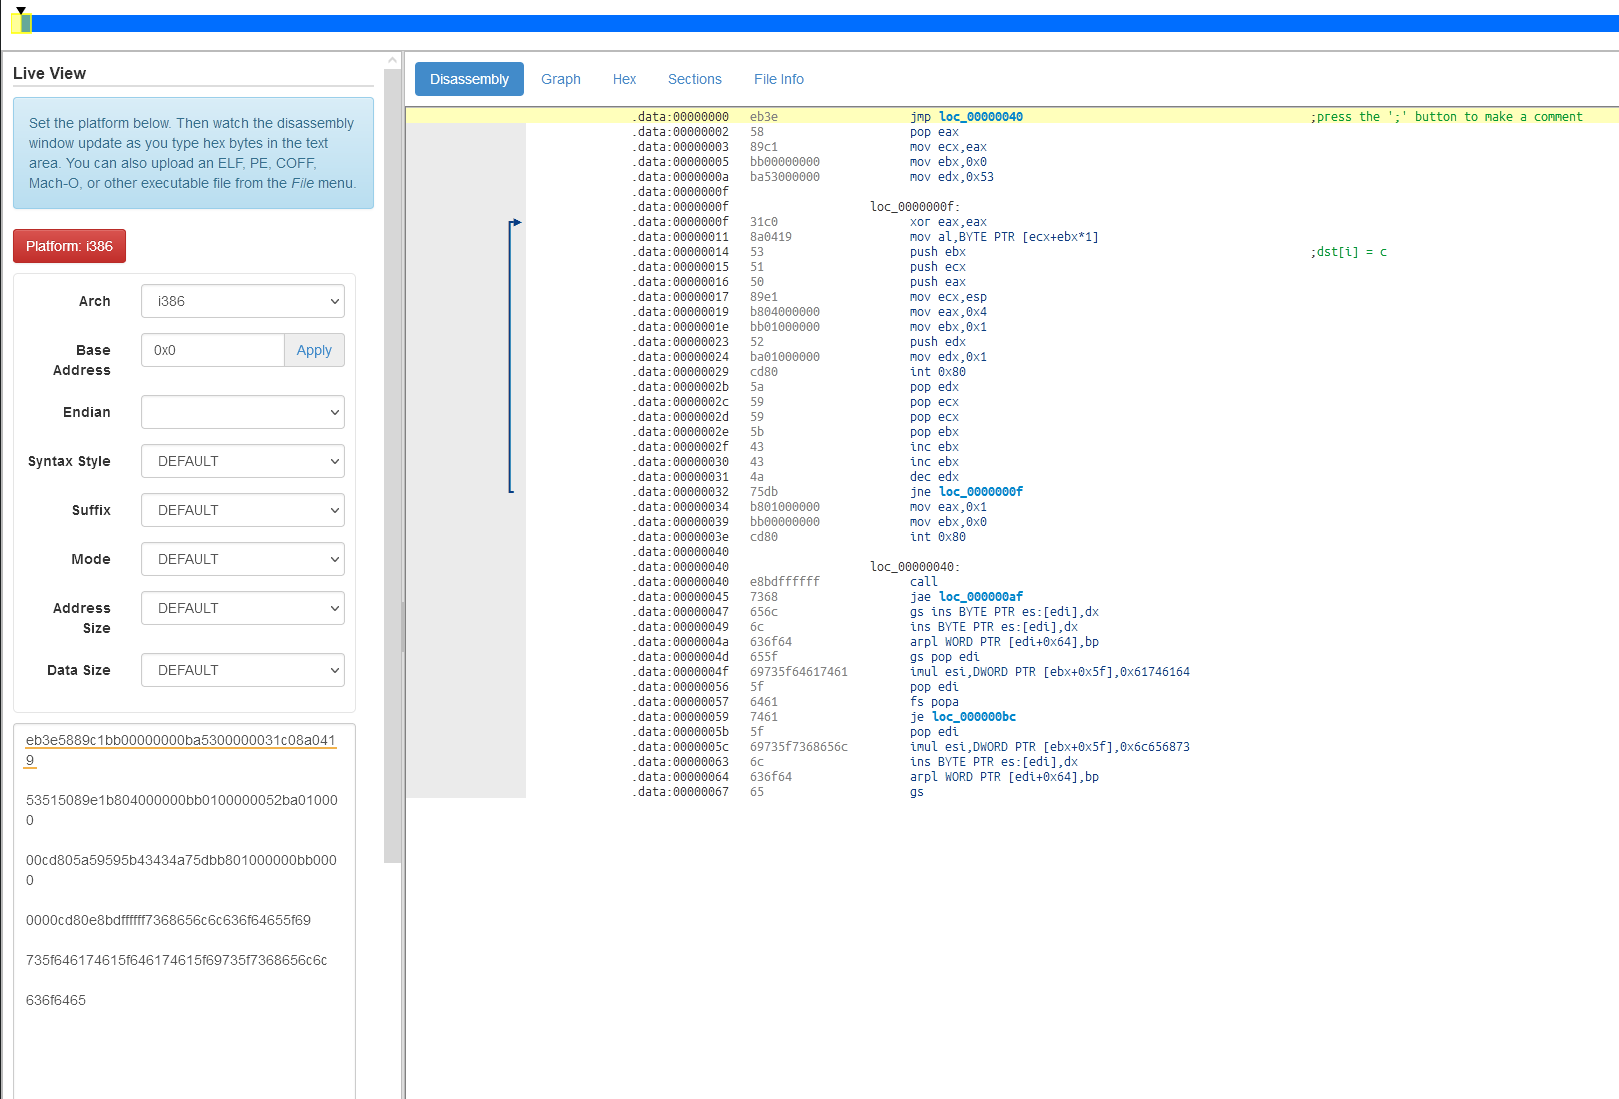 Live View
Set the platform below. Then watch the disassembly
window update as you type hex bytes in the text
area. You can also upload an ELF, PE, COFF,
Mach-O, or other executable file from the File menu.
Platform: i386
Arch i386
Base Address 0x0 Apply
Endian
Syntax Style DEFAULT
Suffix DEFAULT
Mode DEFAULT
Address Size DEFAULT
Data Size DEFAULT
eb3e5889c1bb00000000ba5300000031c08a041
9
53515089e1b804000000bb0100000052ba01000
0
00cd805a59595b43434a75dbb801000000bb000
0
0000cd80e8bdffffff7368656c6c636f64655f69
735f646174615f646174615f69735f7368656c6c
636f6465
Disassembly Graph Hex Sections File Info
.data:00000000 eb3e jmp loc_00000040 ;press the ';' button to make a comment
.data:00000002 58 pop eax
.data:00000003 89c1 mov ecx,eax
.data:00000005 bb00000000 mov ebx,0x0
.data:0000000a ba53000000 mov edx,0x53
.data:0000000f
.data:0000000f loc_0000000f:
.data:0000000f 31c0 xor eax,eax
.data:00000011 8a0419 mov al,BYTE PTR [ecx+ebx*1]
.data:00000014 53 push ebx ;dst[i] = c
.data:00000015 51 push ecx
.data:00000016 50 push eax
.data:00000017 89e1 mov ecx,esp
.data:00000019 b804000000 mov eax,0x4
.data:0000001e bb01000000 mov ebx,0x1
.data:00000023 52 push edx
.data:00000024 ba01000000 mov edx,0x1
.data:00000029 cd80 int 0x80
.data:0000002b 5a pop edx
.data:0000002c 59 pop ecx
.data:0000002d 59 pop ecx
.data:0000002e 5b pop ebx
.data:0000002f 43 inc ebx
.data:00000030 43 inc ebx
.data:00000031 4a dec edx
.data:00000032 75db jne loc_0000000f
.data:00000034 b801000000 mov eax,0x1
.data:00000039 bb00000000 mov ebx,0x0
.data:0000003e cd80 int 0x80
.data:00000040
.data:00000040 loc_00000040:
.data:00000040 e8bdffffff call
.data:00000045 7368 jae loc_000000af
.data:00000047 656c gs ins BYTE PTR es:[edi],dx
.data:00000049 6c ins BYTE PTR es:[edi],dx
.data:0000004a 636f64 arpl WORD PTR [edi+0x64],bp
.data:0000004d 655f gs pop edi
.data:0000004f 69735f64617461 imul esi,DWORD PTR [ebx+0x5f],0x61746164
.data:00000056 5f pop edi
.data:00000057 6461 fs popa
.data:00000059 7461 je loc_000000bc
.data:0000005b 5f pop edi
.data:0000005c 69735f7368656c imul esi,DWORD PTR [ebx+0x5f],0x6c656873
.data:00000063 6c ins BYTE PTR es:[edi],dx
.data:00000064 636f64 arpl WORD PTR [edi+0x64],bp
.data:00000067 65 gs